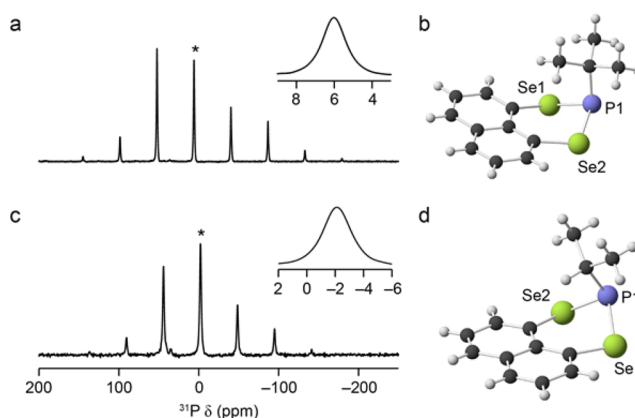 a
*
8 6 4
b
Se1
P1
Se2
c
*
2 0 −2 −4 −6
d
Se2
P1
Se
200 100 0 −100 −200
³¹P δ (ppm)